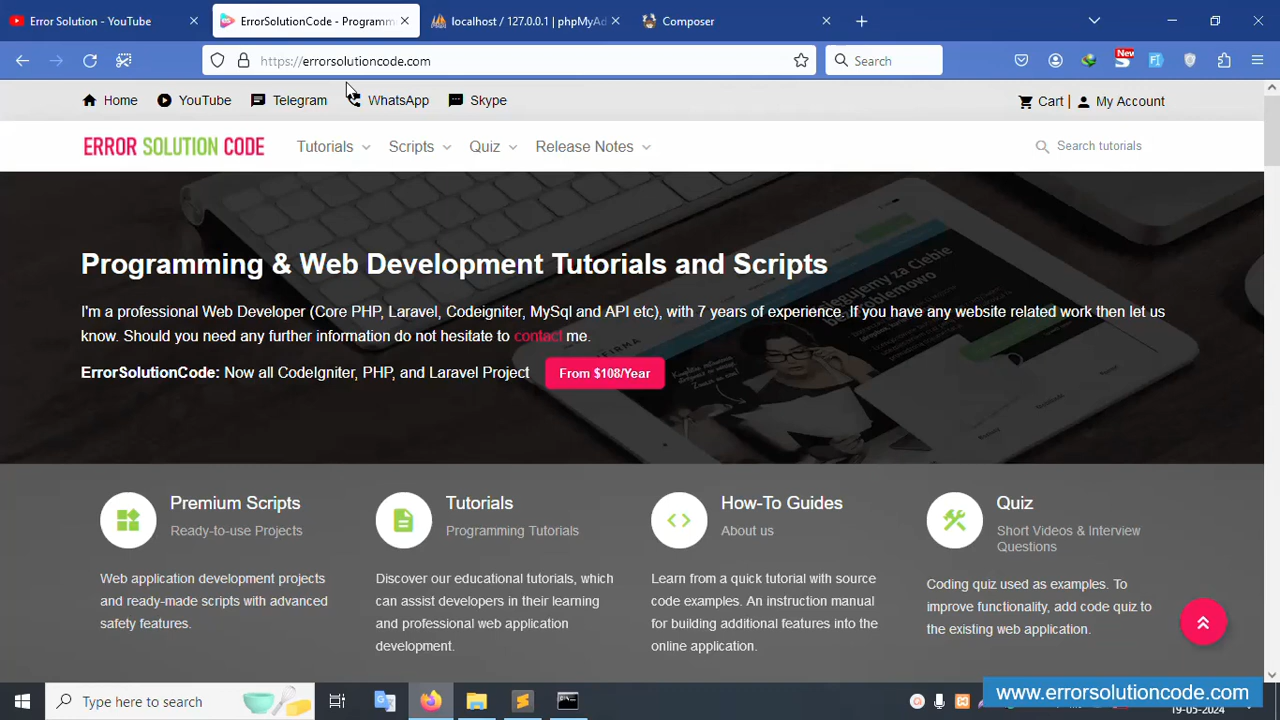 Error Solution - YouTube
ErrorSolutionCode - Programm
localhost / 127.0.0.1 | phpMyAd
Composer
https://errorsolutioncode.com
Search
New
Home
YouTube
Telegram
WhatsApp
Skype
Cart |
My Account
ERROR SOLUTION CODE
Tutorials
Scripts
Quiz
Release Notes
Search tutorials
Programming & Web Development Tutorials and Scripts
I'm a professional Web Developer (Core PHP, Laravel, Codeigniter, MySql and API etc), with 7 years of experience. If you have any website related work then let us
know. Should you need any further information do not hesitate to contact me.
ErrorSolutionCode: Now all CodeIgniter, PHP, and Laravel Project
From $108/Year
Premium Scripts
Ready-to-use Projects
Web application development projects
and ready-made scripts with advanced
safety features.
Tutorials
Programming Tutorials
Discover our educational tutorials, which
can assist developers in their learning
and professional web application
development.
How-To Guides
About us
Learn from a quick tutorial with source
code examples. An instruction manual
for building additional features into the
online application.
Quiz
Short Videos & Interview
Questions
Coding quiz used as examples. To
improve functionality, add code quiz to
the existing web application.
Type here to search
www.errorsolutioncode.com
19-05-2024